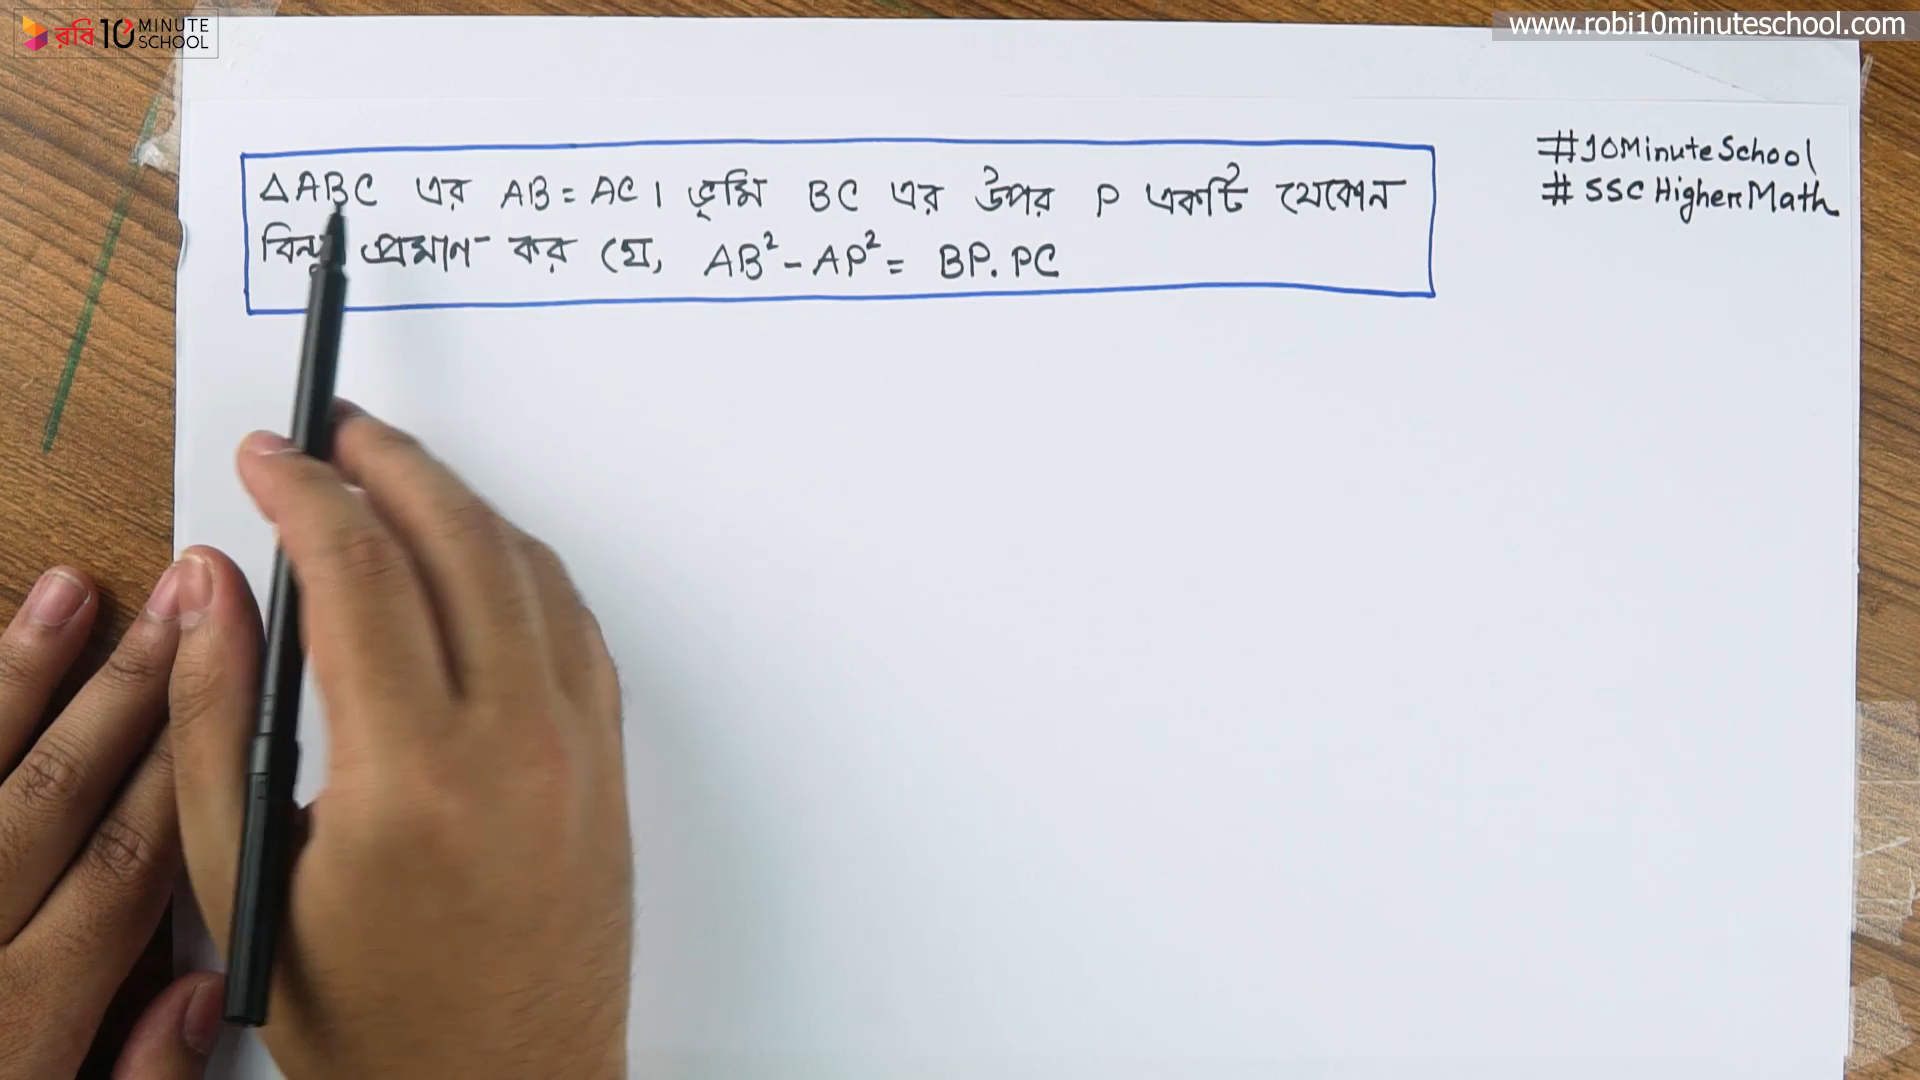 রবি 10 MINUTE SCHOOL
www.robi10minuteschool.com
#10MinuteSchool
#SSCHigherMath
△ABC এর AB = AC। ভূমি BC এর উপর P একটি যেকোন
বিন্দু প্রমাণ কর যে, AB² - AP² = BP.PC